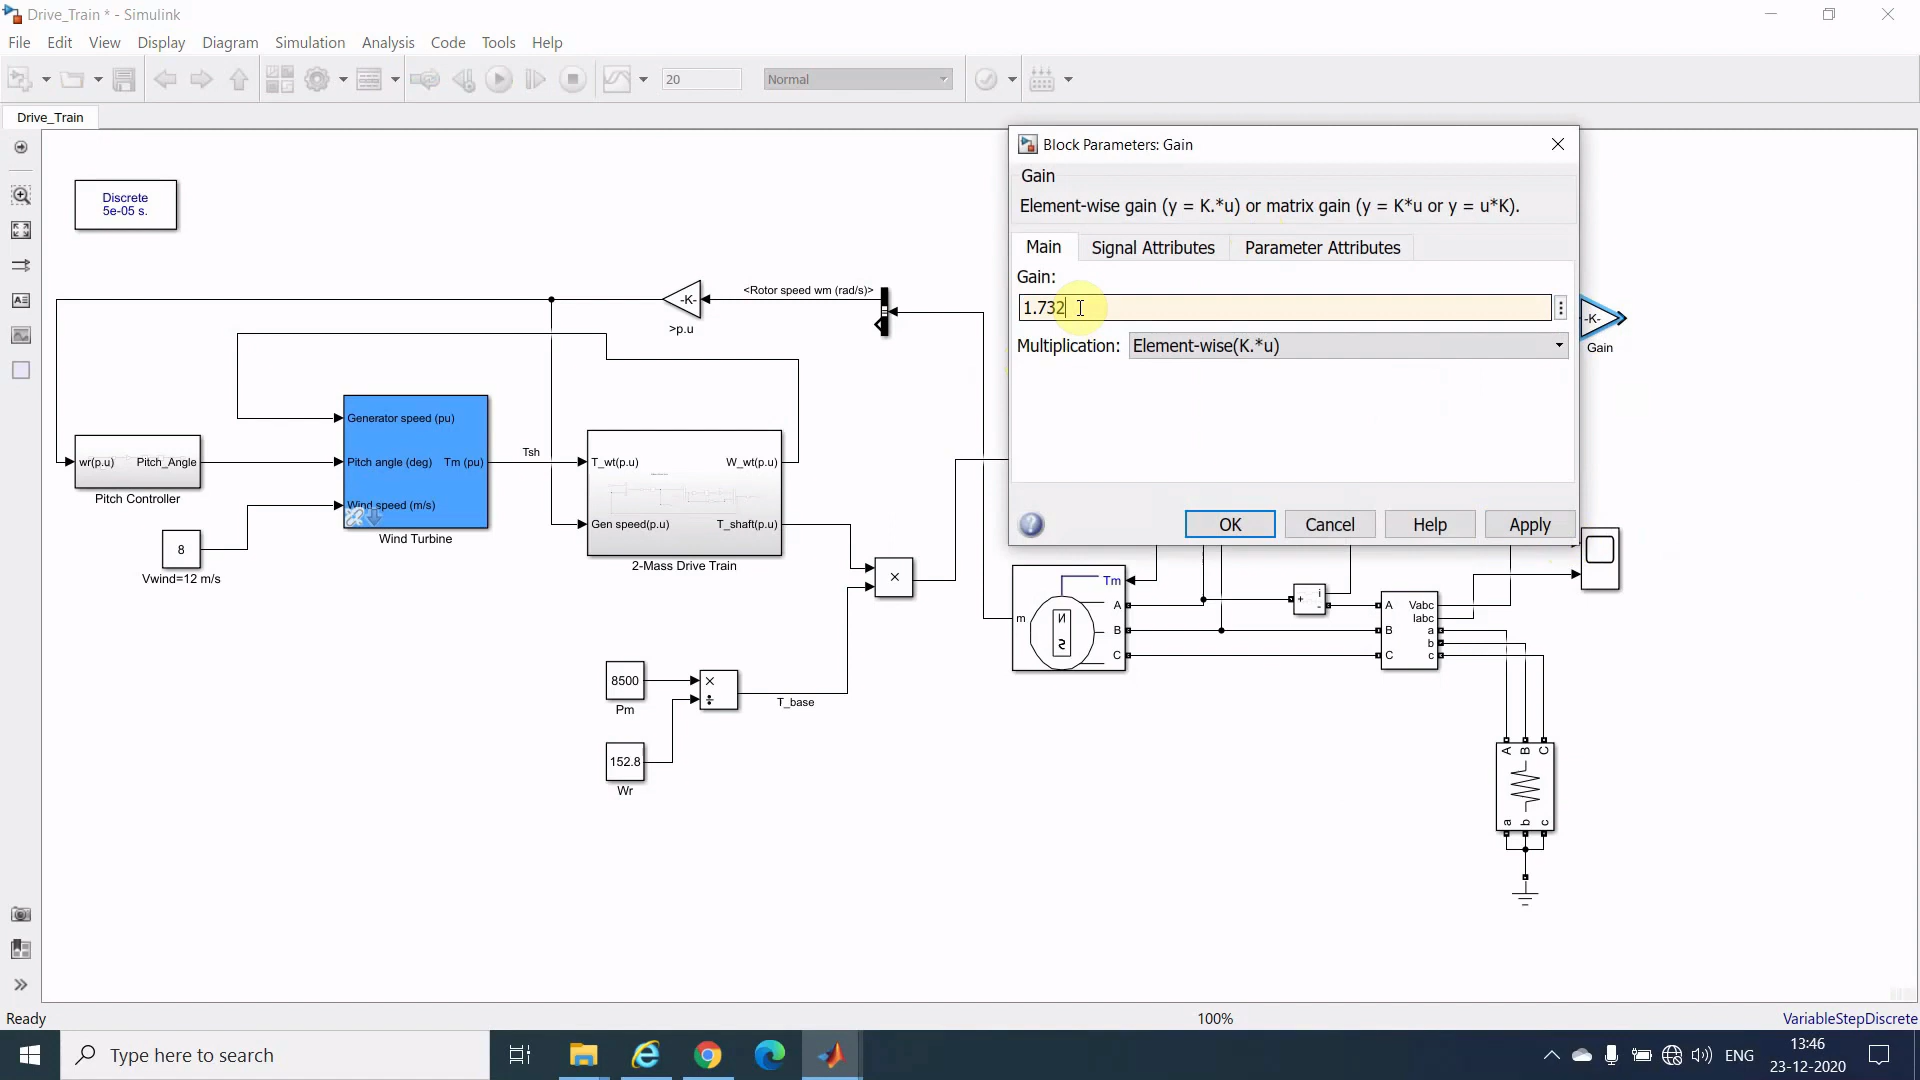 Drive_Train * - Simulink
File Edit View Display Diagram Simulation Analysis Code Tools Help
20
Normal
Drive_Train
Discrete
5e-05 s.
Block Parameters: Gain
Gain
Element-wise gain (y = K.*u) or matrix gain (y = K*u or y = u*K).
Main Signal Attributes Parameter Attributes
Gain:
1.732
Multiplication: Element-wise(K.*u)
OK Cancel Help Apply
-K-
Gain
<Rotor speed wm (rad/s)>
-K-
>p.u
Generator speed (pu)
Pitch angle (deg) Tm (pu)
Wind speed (m/s)
Wind Turbine
wr(p.u) Pitch_Angle
Pitch Controller
8
Vwind=12 m/s
Tsh
T_wt(p.u) W_wt(p.u)
Gen speed(p.u) T_shaft(p.u)
2-Mass Drive Train
×
8500
Pm
×
÷
T_base
152.8
Wr
Tm
m
A
B
C
+ i
-
A Vabc
Iabc
B a
b
C c
A B C
a b c
Ready
100%
VariableStepDiscrete
Type here to search
ENG
13:46
23-12-2020